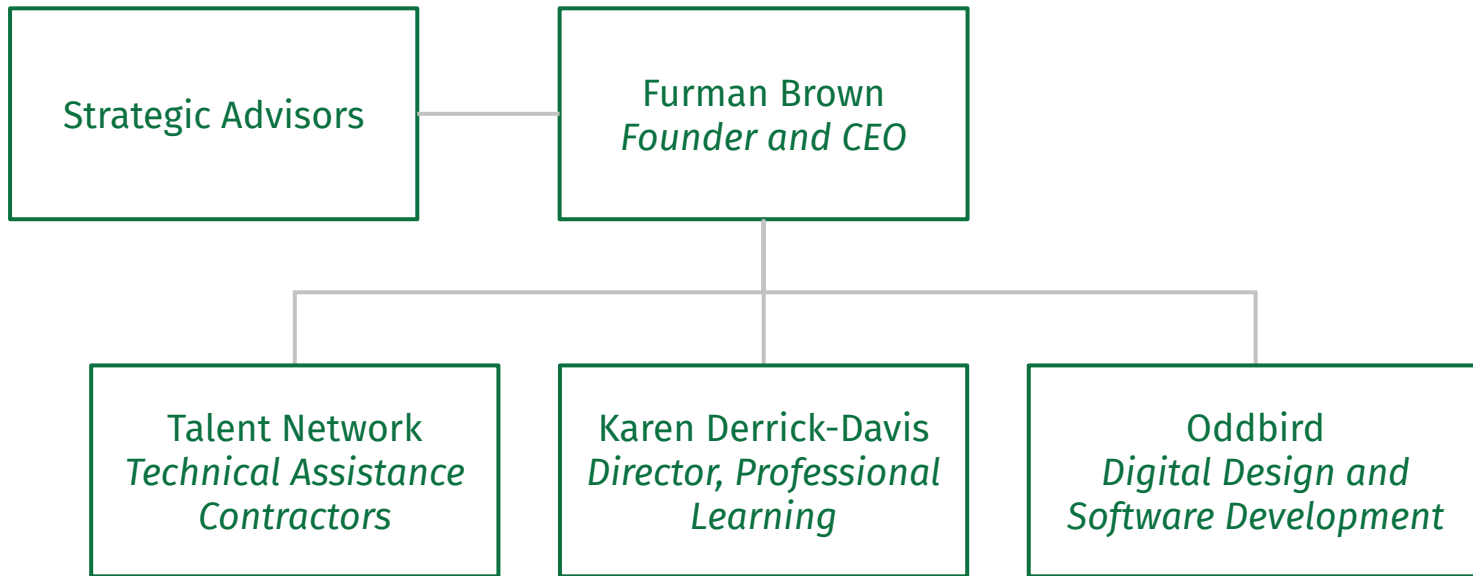 Strategic Advisors
Furman Brown
Founder and CEO
Talent Network
Technical Assistance
Contractors
Karen Derrick-Davis
Director, Professional
Learning
Oddbird
Digital Design and
Software Development